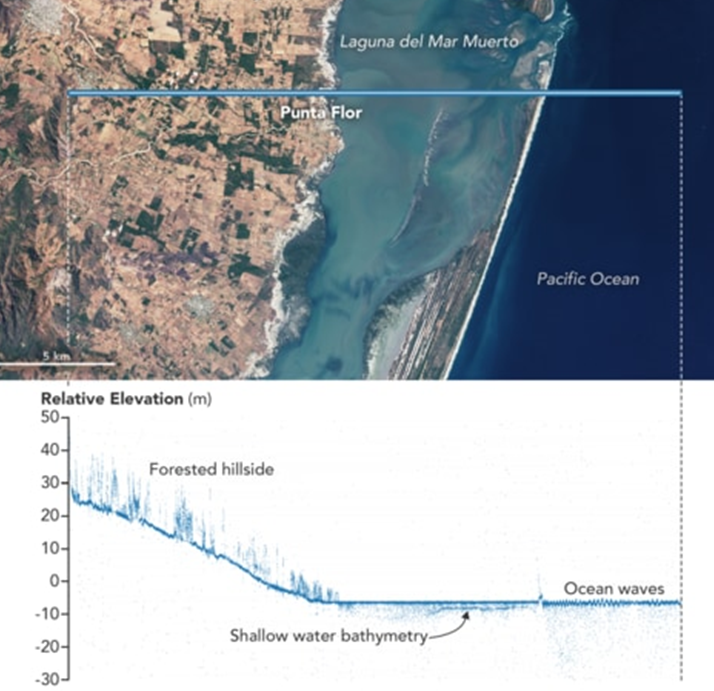 Laguna del Mar Muerto
Punta Flor
Pacific Ocean
5 km
Relative Elevation (m)
50
40
30
20
10
0
-10
-20
-30
Forested hillside
Ocean waves
Shallow water bathymetry